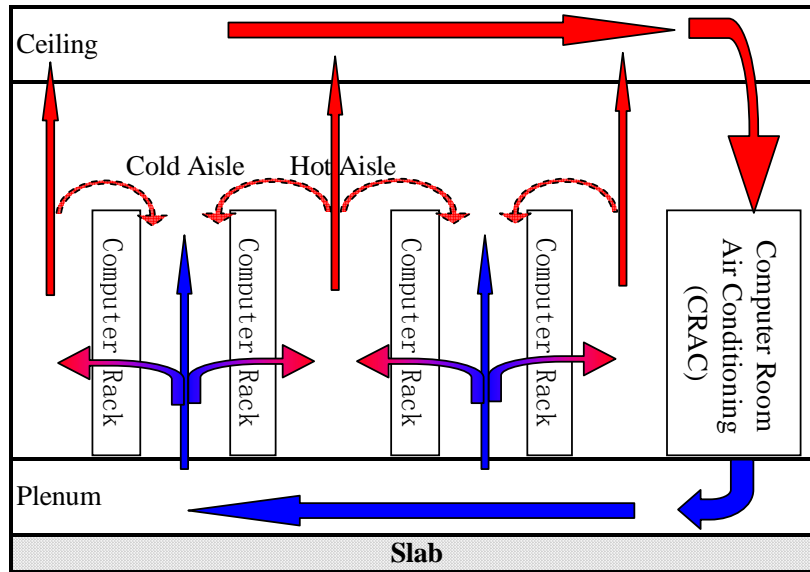 Ceiling
Cold Aisle
Hot Aisle
Computer Rack
Computer Rack
Computer Rack
Computer Rack
Computer Room
Air Conditioning
(CRAC)
Plenum
Slab